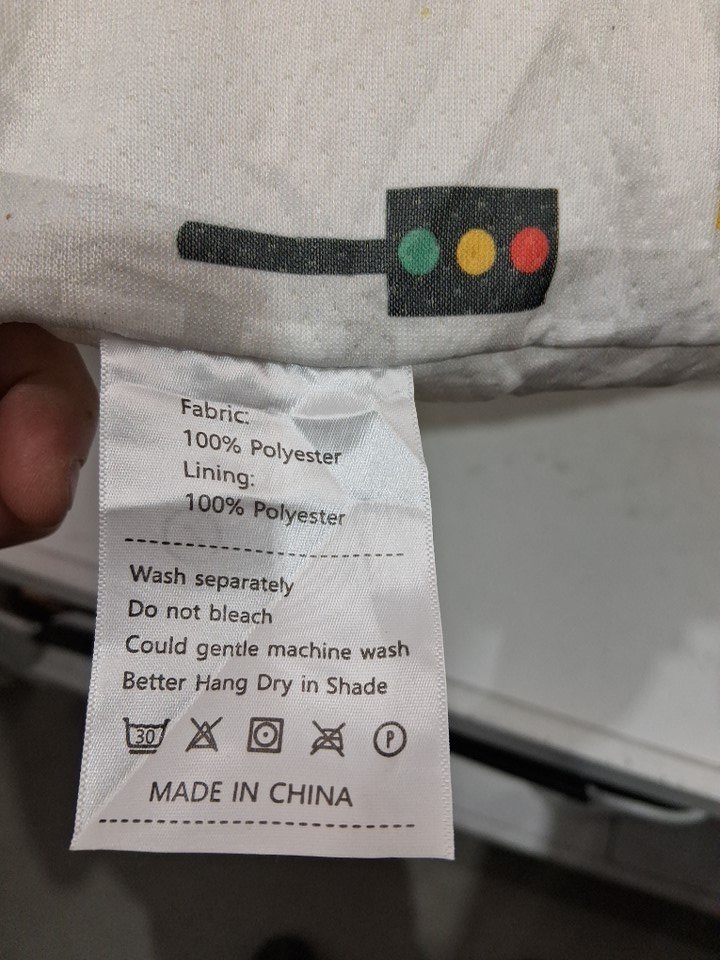 Fabric:
100% Polyester
Lining:
100% Polyester
Wash separately
Do not bleach
Could gentle machine wash
Better Hang Dry in Shade
30 P
MADE IN CHINA